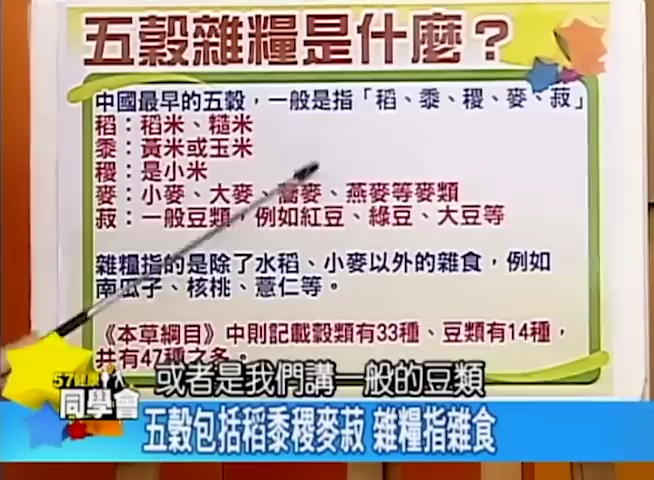 五穀雜糧是什麼？
中國最早的五穀，一般是指「稻、黍、稷、麥、菽」
稻：稻米、糙米
黍：黃米或玉米
稷：是小米
麥：小麥、大麥、蕎麥、燕麥等麥類
菽：一般豆類，例如紅豆、綠豆、大豆等
雜糧指的是除了水稻、小麥以外的雜食，例如
南瓜子、核桃、薏仁等。
《本草綱目》中則記載穀類有33種、豆類有14種，
共有47種之多。
或者是我們講一般的豆類
57健康
同學會
五穀包括稻黍稷麥菽 雜糧指雜食